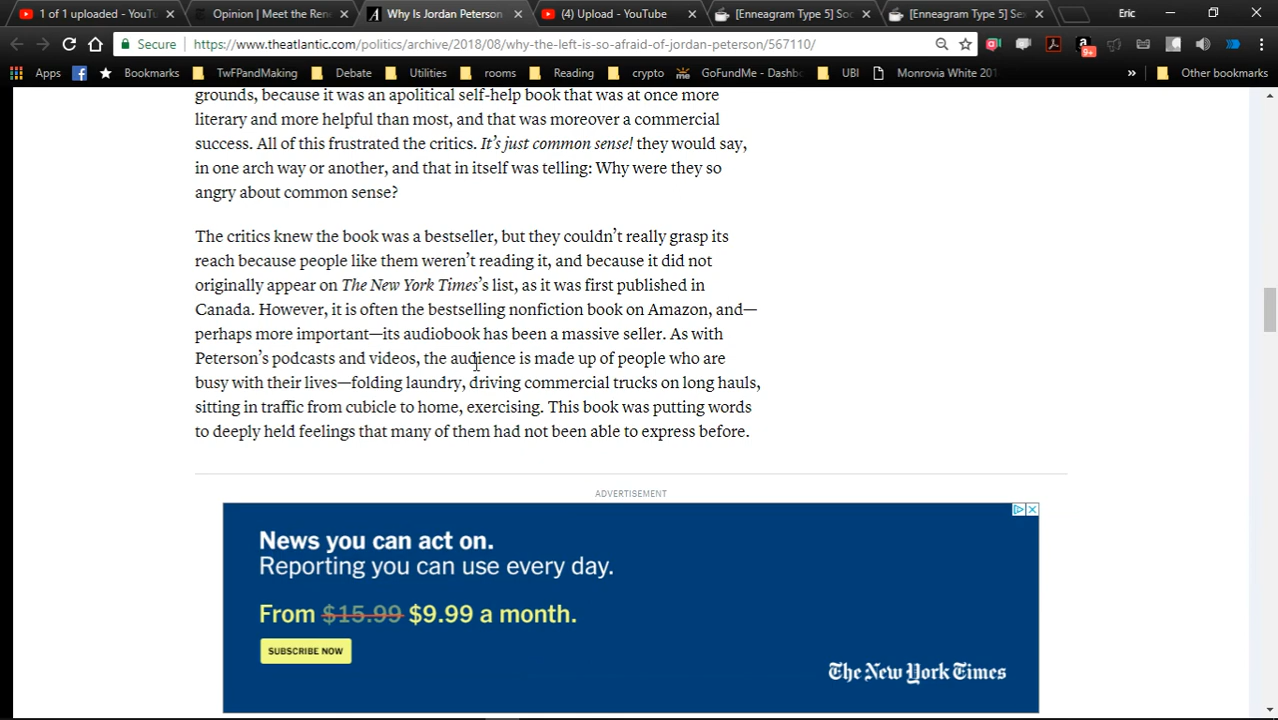 1 of 1 uploaded - YouTu
Opinion | Meet the Ren
Why Is Jordan Peterson
(4) Upload - YouTube
[Enneagram Type 5] Soc
[Enneagram Type 5] Se
Eric
Secure
https://www.theatlantic.com/politics/archive/2018/08/why-the-left-is-so-afraid-of-jordan-peterson/567110/
9+
Apps
Bookmarks
TwFPandMaking
Debate
Utilities
rooms
Reading
crypto
GoFundMe - Dashb
UBI
Monrovia White 201
»
Other bookmarks
grounds, because it was an apolitical self-help book that was at once more
literary and more helpful than most, and that was moreover a commercial
success. All of this frustrated the critics. It’s just common sense! they would say,
in one arch way or another, and that in itself was telling: Why were they so
angry about common sense?
The critics knew the book was a bestseller, but they couldn’t really grasp its
reach because people like them weren’t reading it, and because it did not
originally appear on The New York Times’s list, as it was first published in
Canada. However, it is often the bestselling nonfiction book on Amazon, and—
perhaps more important—its audiobook has been a massive seller. As with
Peterson’s podcasts and videos, the audience is made up of people who are
busy with their lives—folding laundry, driving commercial trucks on long hauls,
sitting in traffic from cubicle to home, exercising. This book was putting words
to deeply held feelings that many of them had not been able to express before.
ADVERTISEMENT
News you can act on.
Reporting you can use every day.
From $15.99 $9.99 a month.
SUBSCRIBE NOW
The New York Times